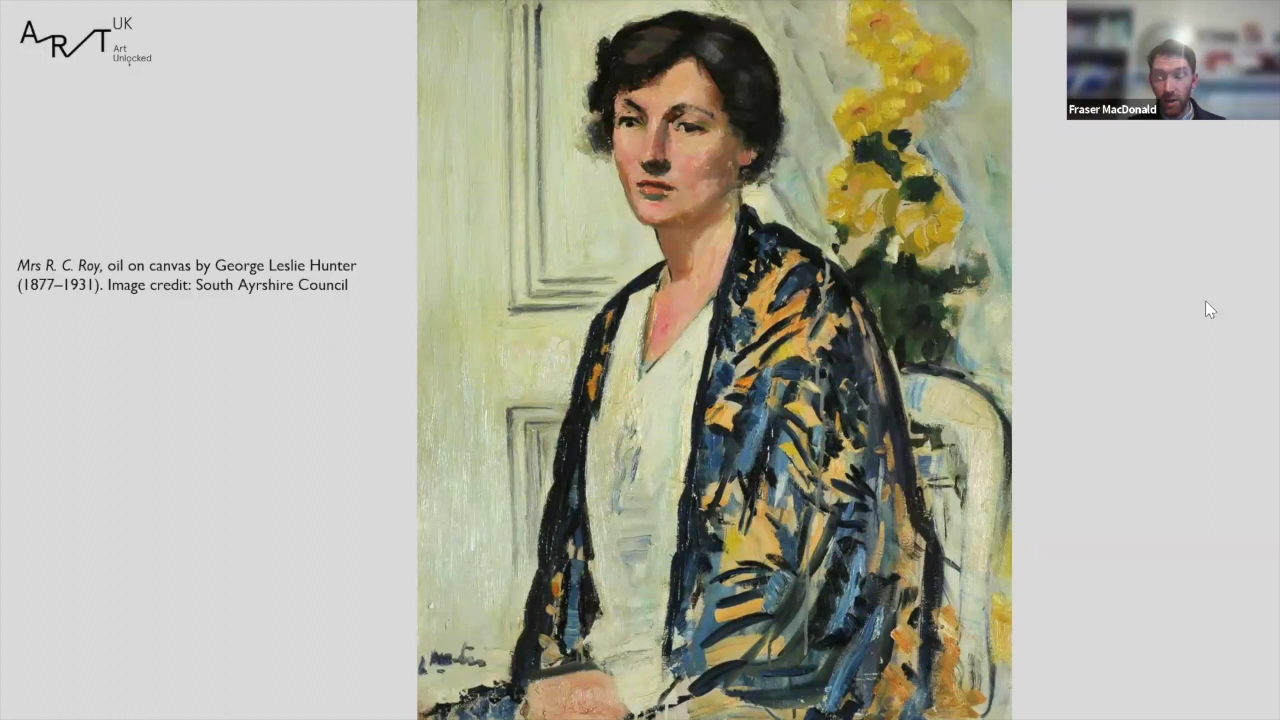 ART UK
Art
Unlocked
Fraser MacDonald
Mrs R. C. Roy, oil on canvas by George Leslie Hunter
(1877–1931). Image credit: South Ayrshire Council